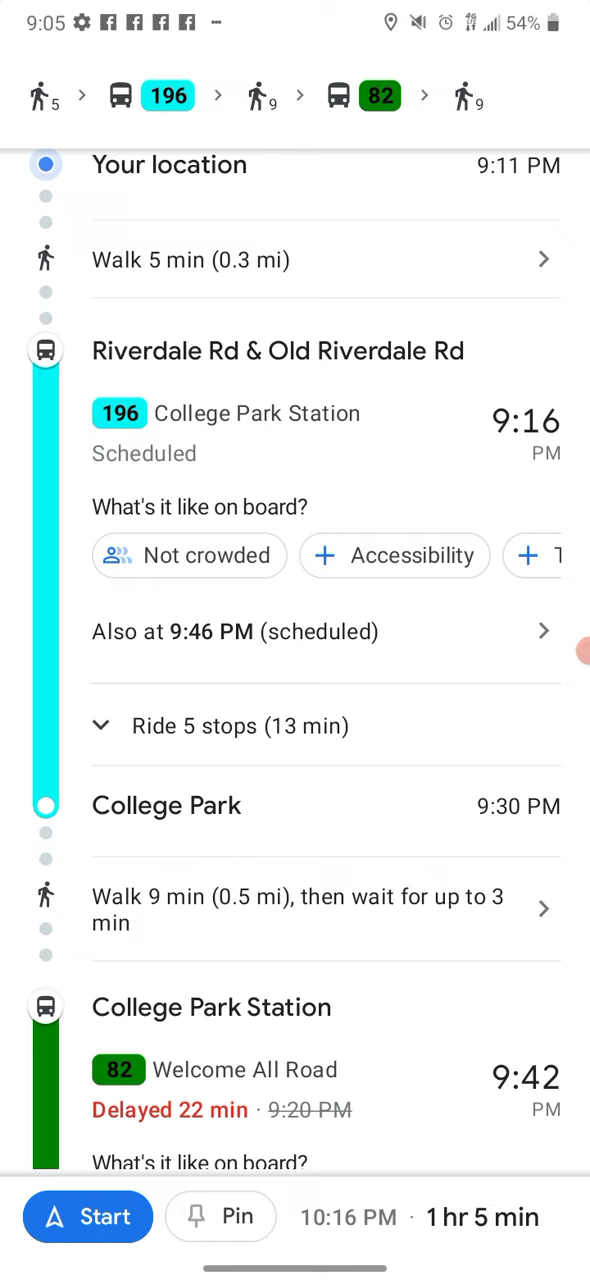 9:05 54%
5 196 9 82 9
Your location 9:11 PM
Walk 5 min (0.3 mi)
Riverdale Rd & Old Riverdale Rd
196 College Park Station 9:16
Scheduled PM
What's it like on board?
Not crowded + Accessibility +
Also at 9:46 PM (scheduled)
Ride 5 stops (13 min)
College Park 9:30 PM
Walk 9 min (0.5 mi), then wait for up to 3
min
College Park Station
82 Welcome All Road 9:42
Delayed 22 min · 9:20 PM PM
What's it like on board?
Start Pin 10:16 PM · 1 hr 5 min